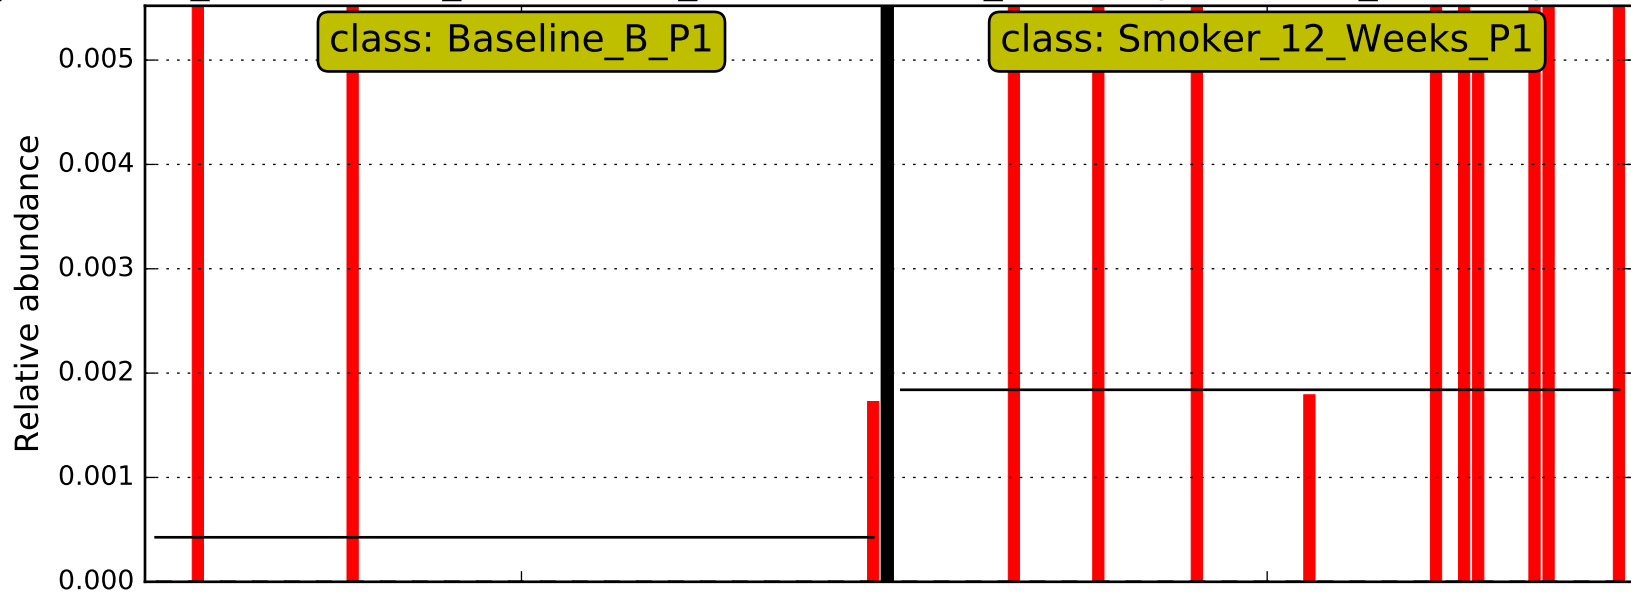 class: Baseline_B_P1
class: Smoker_12_Weeks_P1
Relative abundance
0.005
0.004
0.003
0.002
0.001
0.000